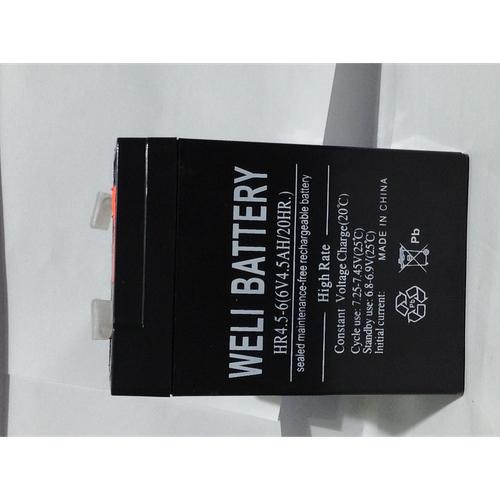 WELI BATTERY
HR4.5-6(6V4.5AH/20HR.)
sealed maintenance-free rechargeable battery
High Rate
Constant Voltage Charge(20℃)
Cycle use: 7.25-7.45V(25℃)
Standby use: 6.8-6.9V(25℃)
Initial current:
MADE IN CHINA
Pb
Pb